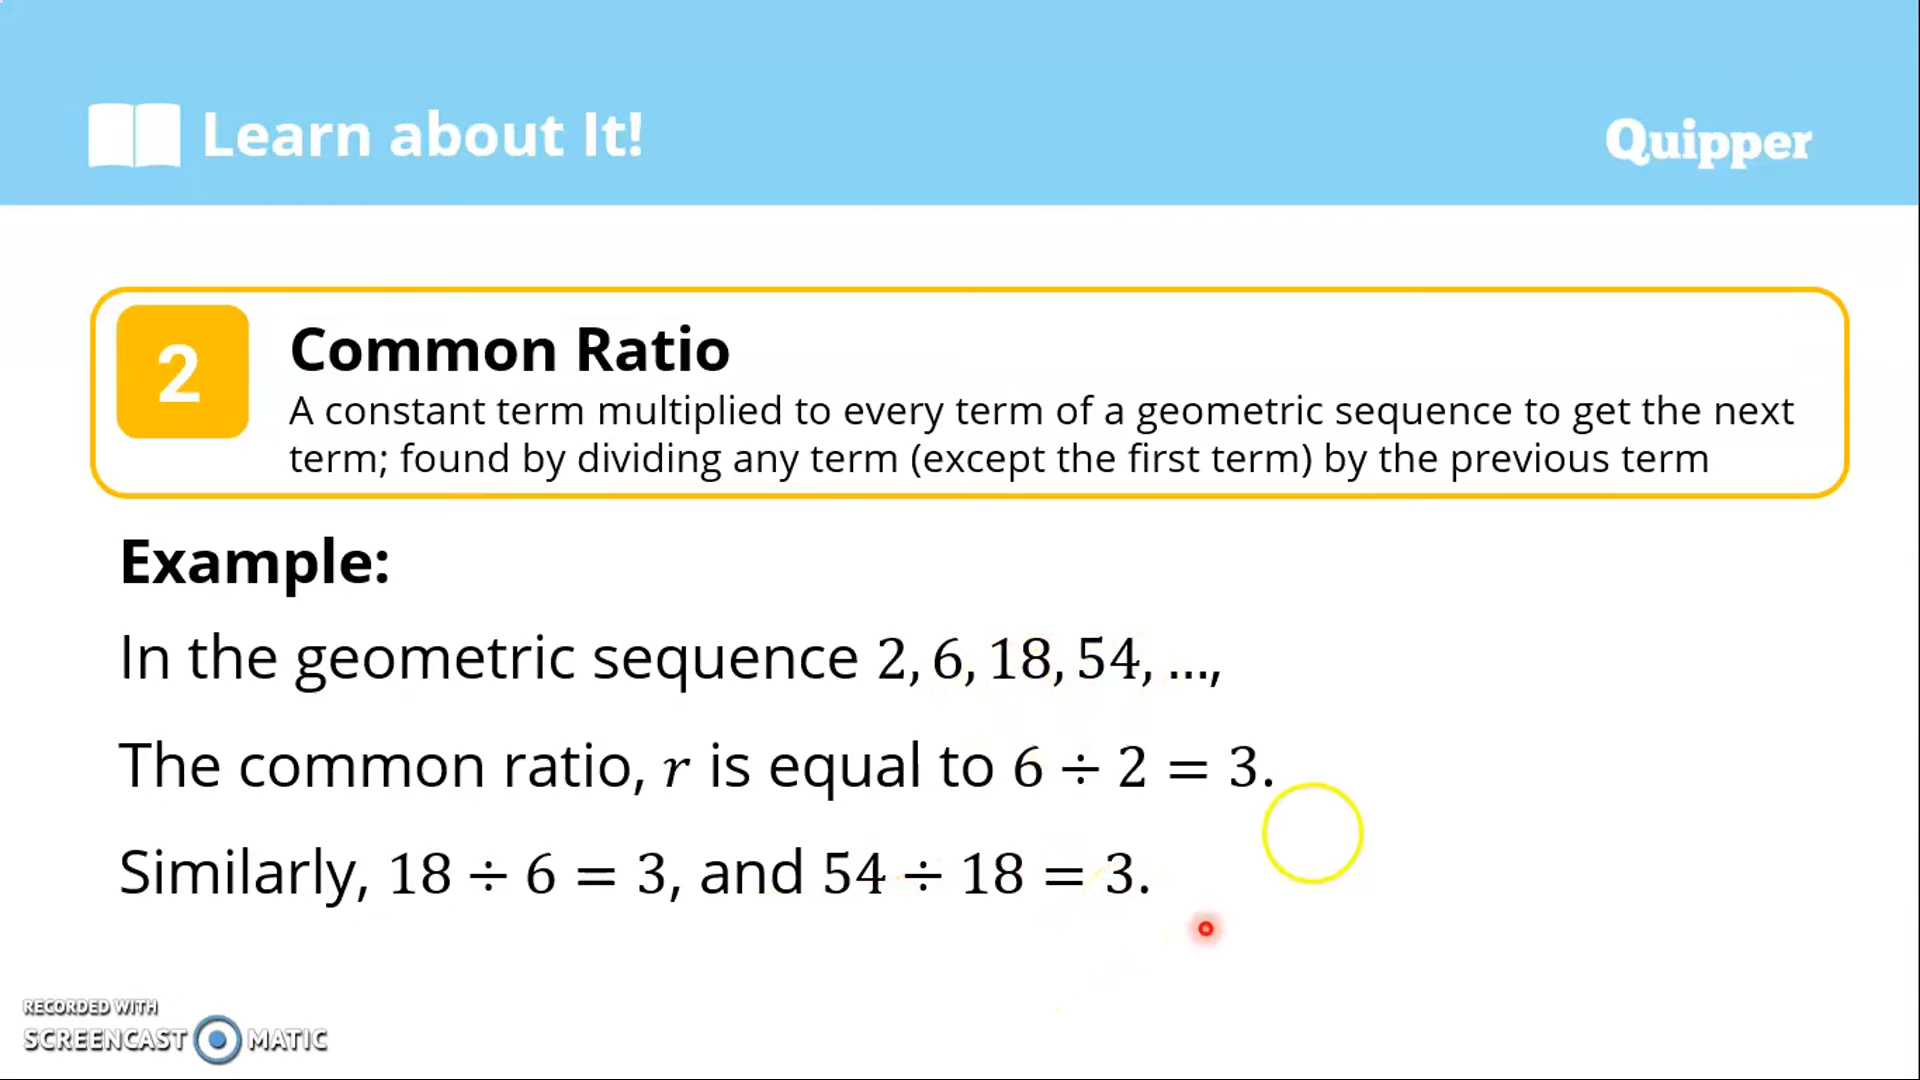 Learn about It!
Quipper
2
Common Ratio
A constant term multiplied to every term of a geometric sequence to get the next
term; found by dividing any term (except the first term) by the previous term
Example:
In the geometric sequence 2, 6, 18, 54, ...,
The common ratio, r is equal to 6 ÷ 2 = 3.
Similarly, 18 ÷ 6 = 3, and 54 ÷ 18 = 3.
RECORDED WITH
SCREENCAST MATIC